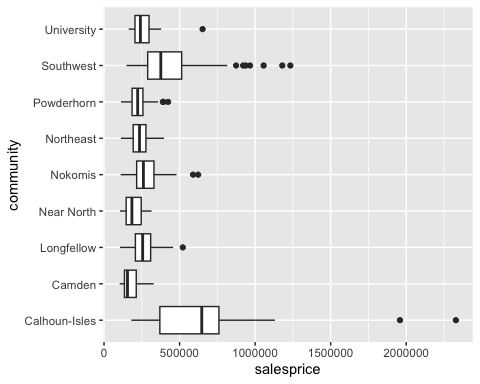 University
Southwest
Powderhorn
Northeast
Nokomis
Near North
Longfellow
Camden
Calhoun-Isles
community
0 500000 1000000 1500000 2000000
salesprice